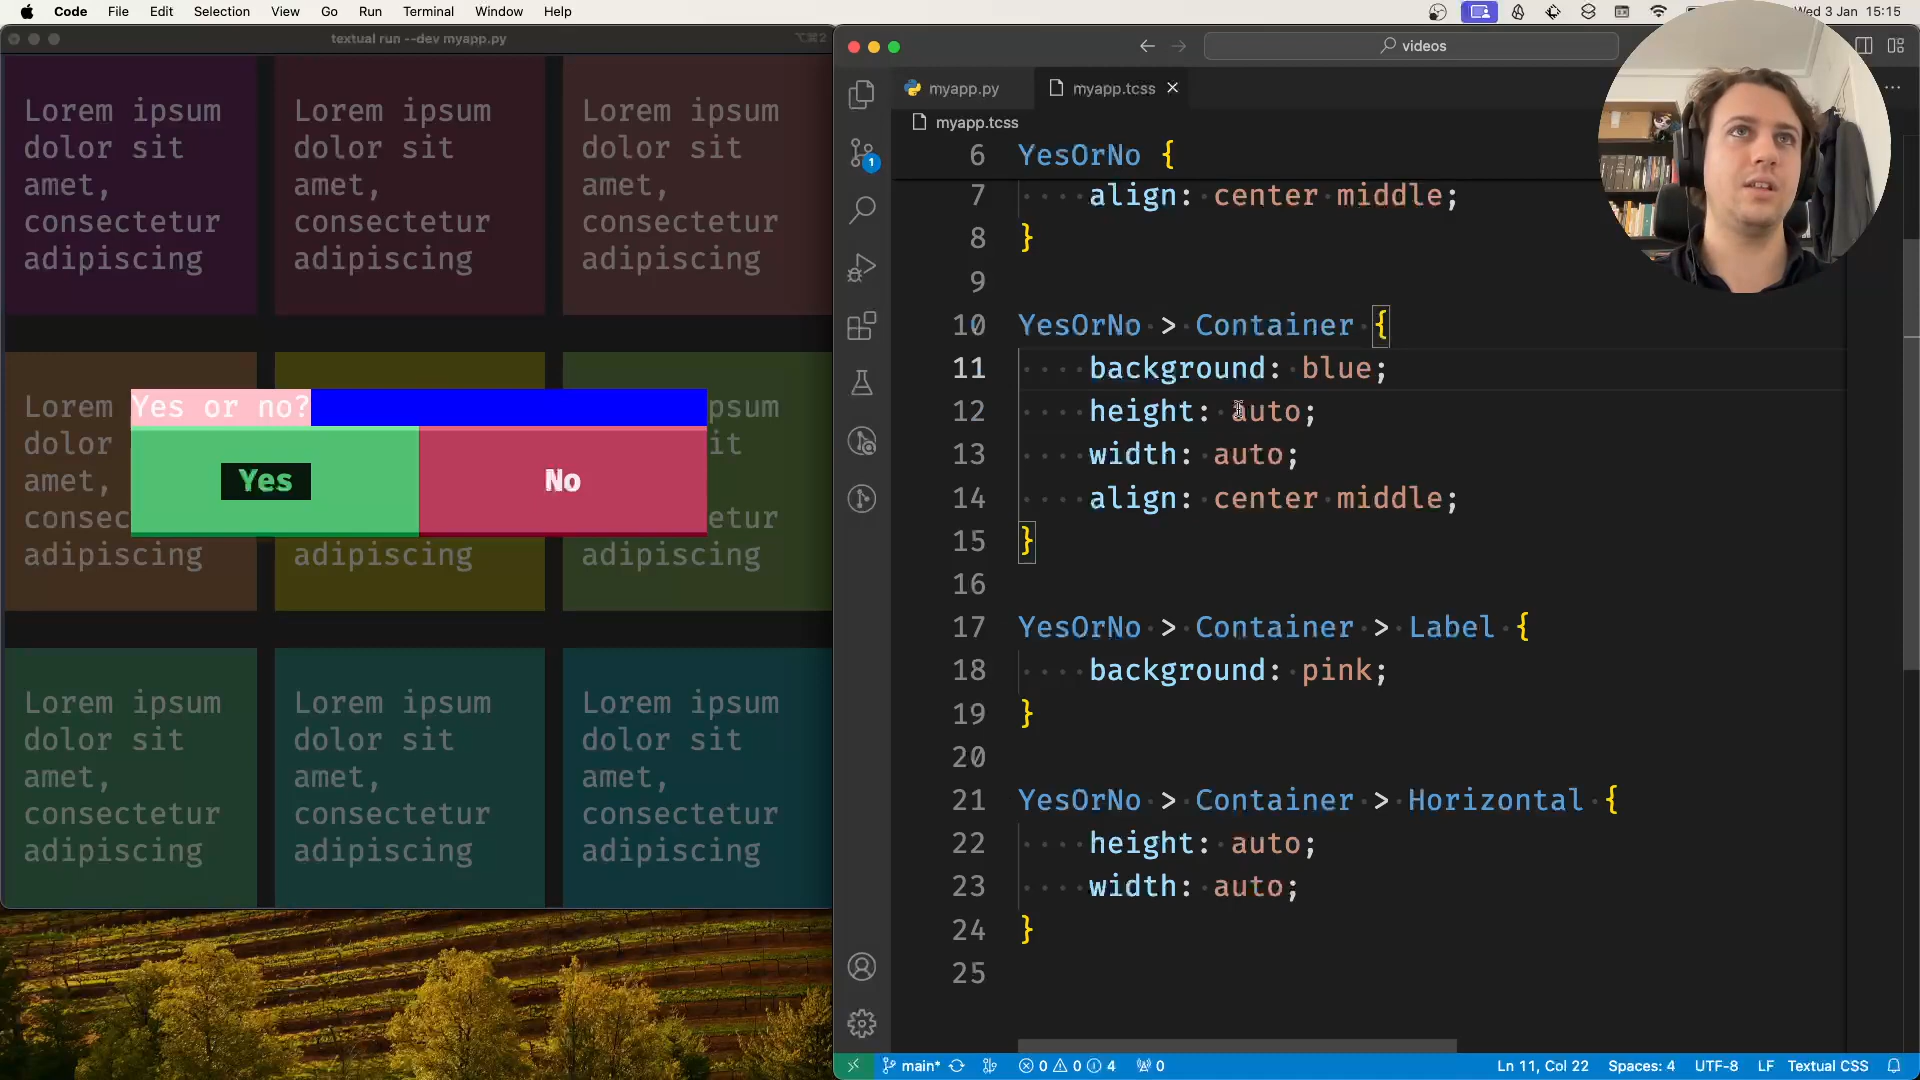 Code File Edit Selection View Go Run Terminal Window Help
Wed 3 Jan 15:15
textual run --dev myapp.py
⌥⌘2
Lorem ipsum
dolor sit
amet,
consectetur
adipiscing
Lorem ipsum
dolor sit
amet,
consectetur
adipiscing
Lorem ipsum
dolor sit
amet,
consectetur
adipiscing
Lorem
dolor
amet,
consec
adipiscing
adipiscing
psum
it
etur
adipiscing
Yes or no?
Yes No
Lorem ipsum
dolor sit
amet,
consectetur
adipiscing
Lorem ipsum
dolor sit
amet,
consectetur
adipiscing
Lorem ipsum
dolor sit
amet,
consectetur
adipiscing
videos
myapp.py myapp.tcss
myapp.tcss
1
6 YesOrNo {
7 align: center middle;
8 }
9
10 YesOrNo > Container {
11 background: blue;
12 height: auto;
13 width: auto;
14 align: center middle;
15 }
16
17 YesOrNo > Container > Label {
18 background: pink;
19 }
20
21 YesOrNo > Container > Horizontal {
22 height: auto;
23 width: auto;
24 }
25
main* 0 0 4 0 Ln 11, Col 22 Spaces: 4 UTF-8 LF Textual CSS